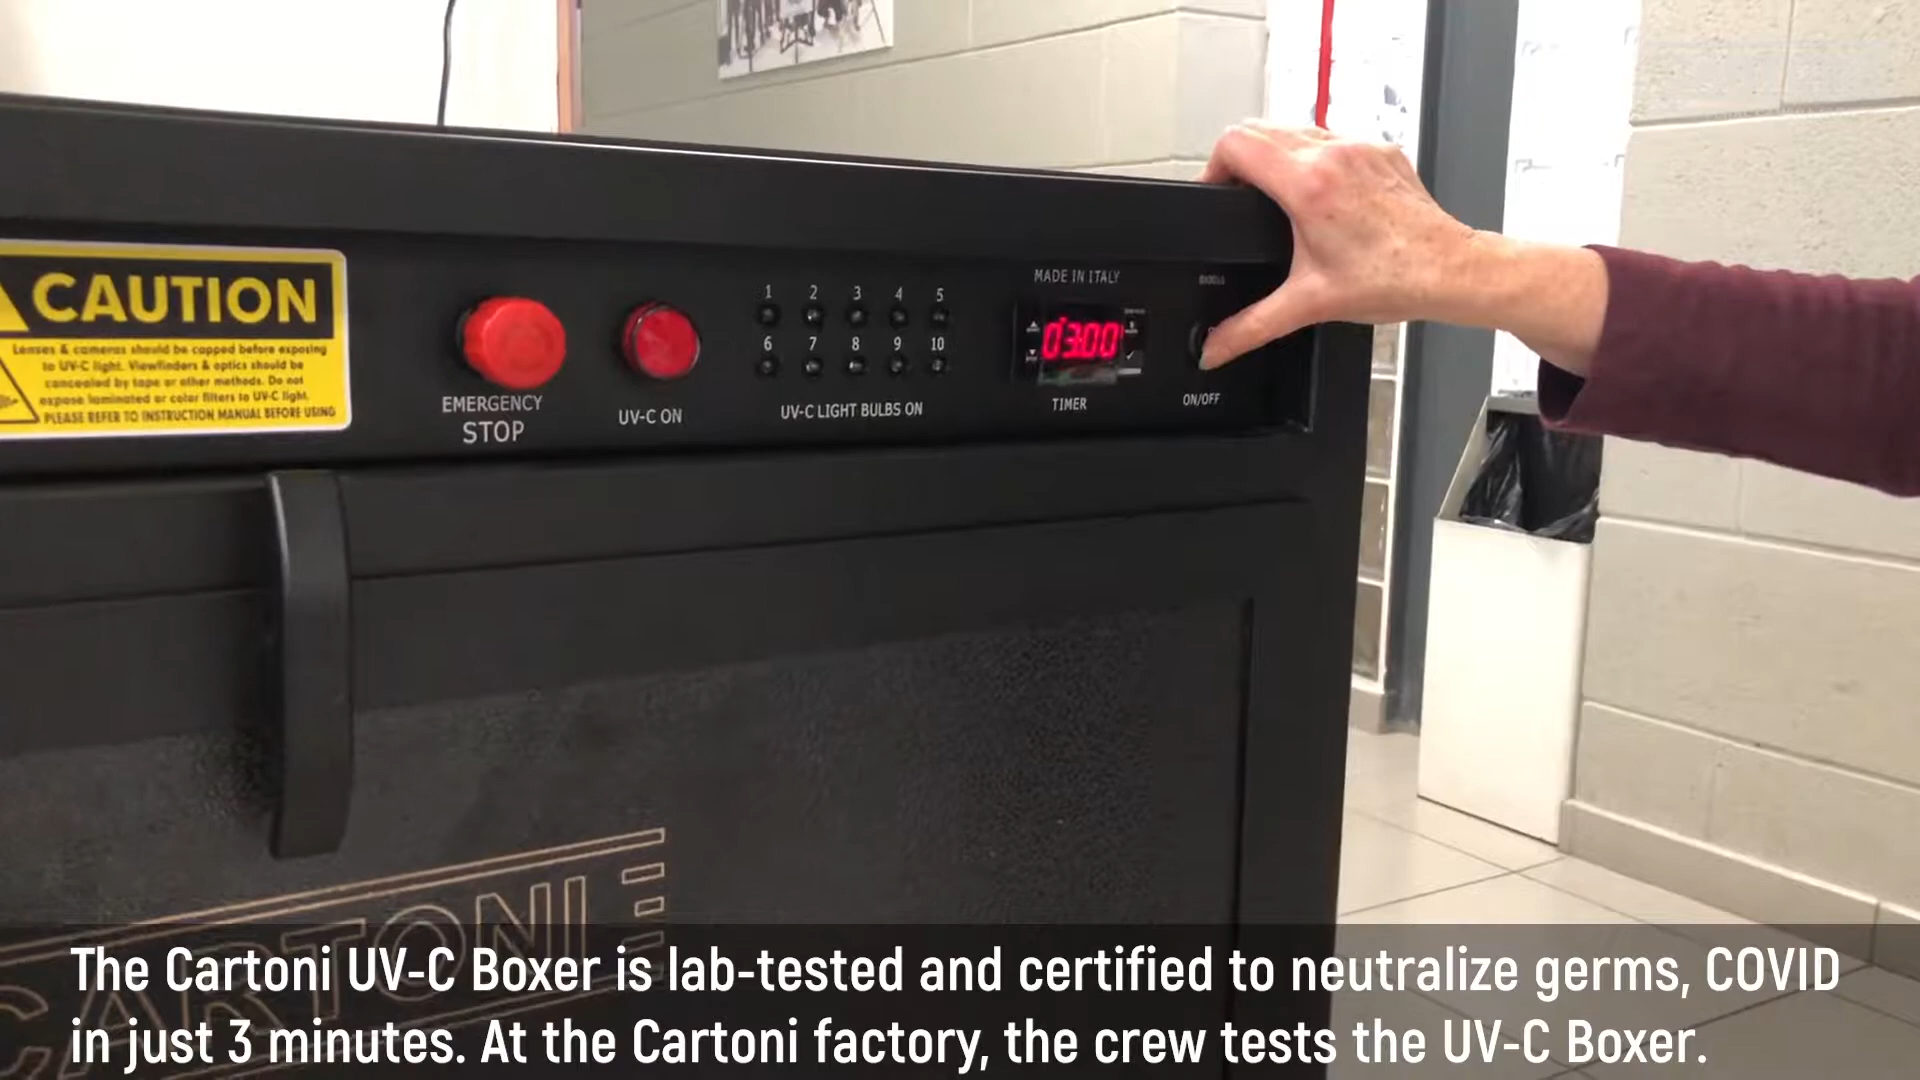 CAUTION
Lenses & cameras should be capped before exposing
to UV-C light. Viewfinders & optics should be
concealed by tape or other methods. Do not
expose laminated or color filters to UV-C light.
PLEASE REFER TO INSTRUCTION MANUAL BEFORE USING
EMERGENCY
STOP
UV-C ON
1 2 3 4 5
6 7 8 9 10
UV-C LIGHT BULBS ON
MADE IN ITALY
03:00
TIMER
ON/OFF
CARTONI
The Cartoni UV-C Boxer is lab-tested and certified to neutralize germs, COVID
in just 3 minutes. At the Cartoni factory, the crew tests the UV-C Boxer.